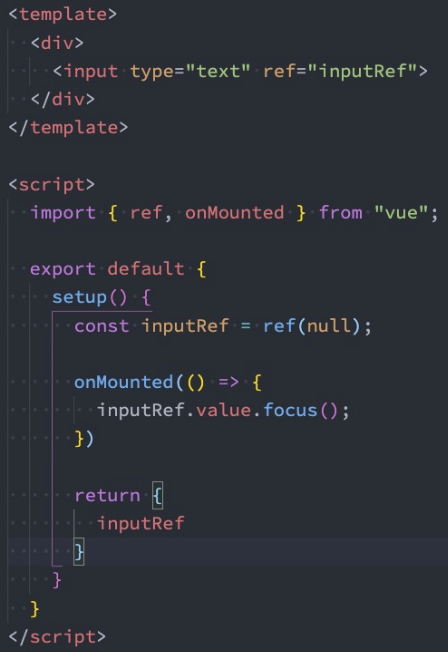 <template>
  <div>
    <input type="text" ref="inputRef">
  </div>
</template>

<script>
  import { ref, onMounted } from "vue";

  export default {
    setup() {
      const inputRef = ref(null);

      onMounted(() => {
        inputRef.value.focus();
      })

      return {
        inputRef
      }
    }
  }
</script>